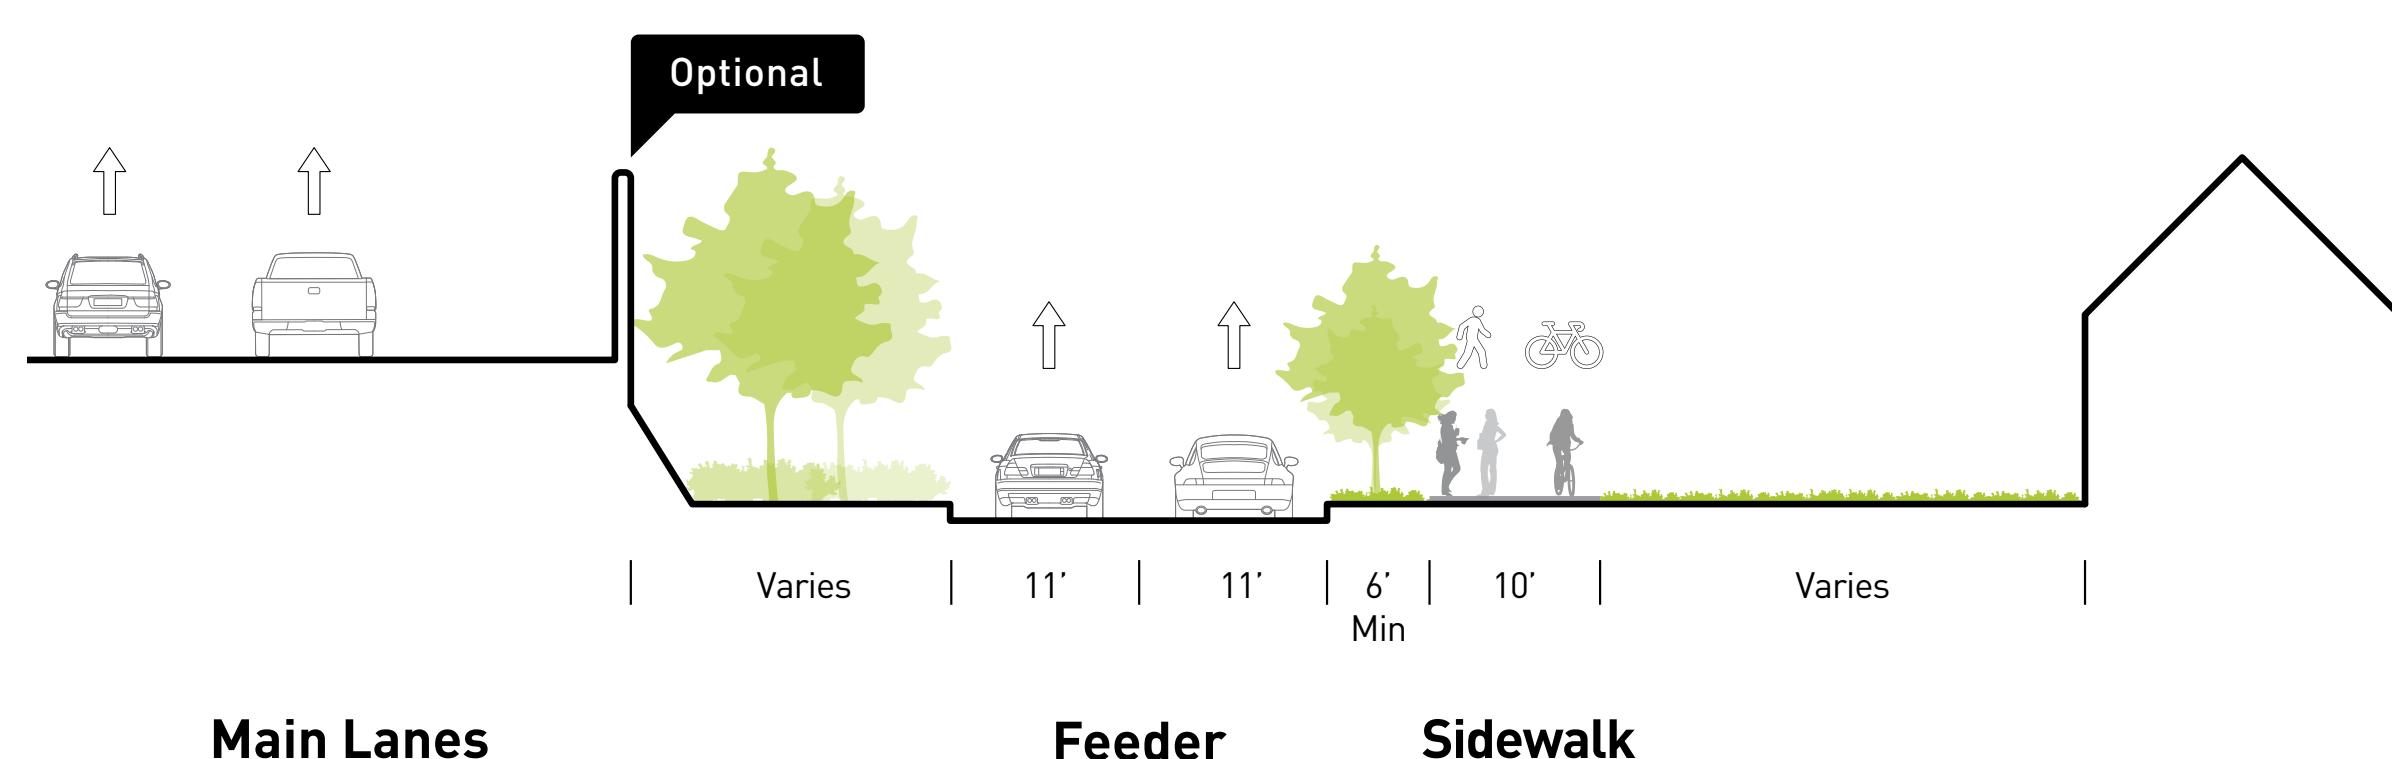 Optional
Varies
11’
11’
6’
Min
10’
Varies
Main Lanes
Feeder
Sidewalk